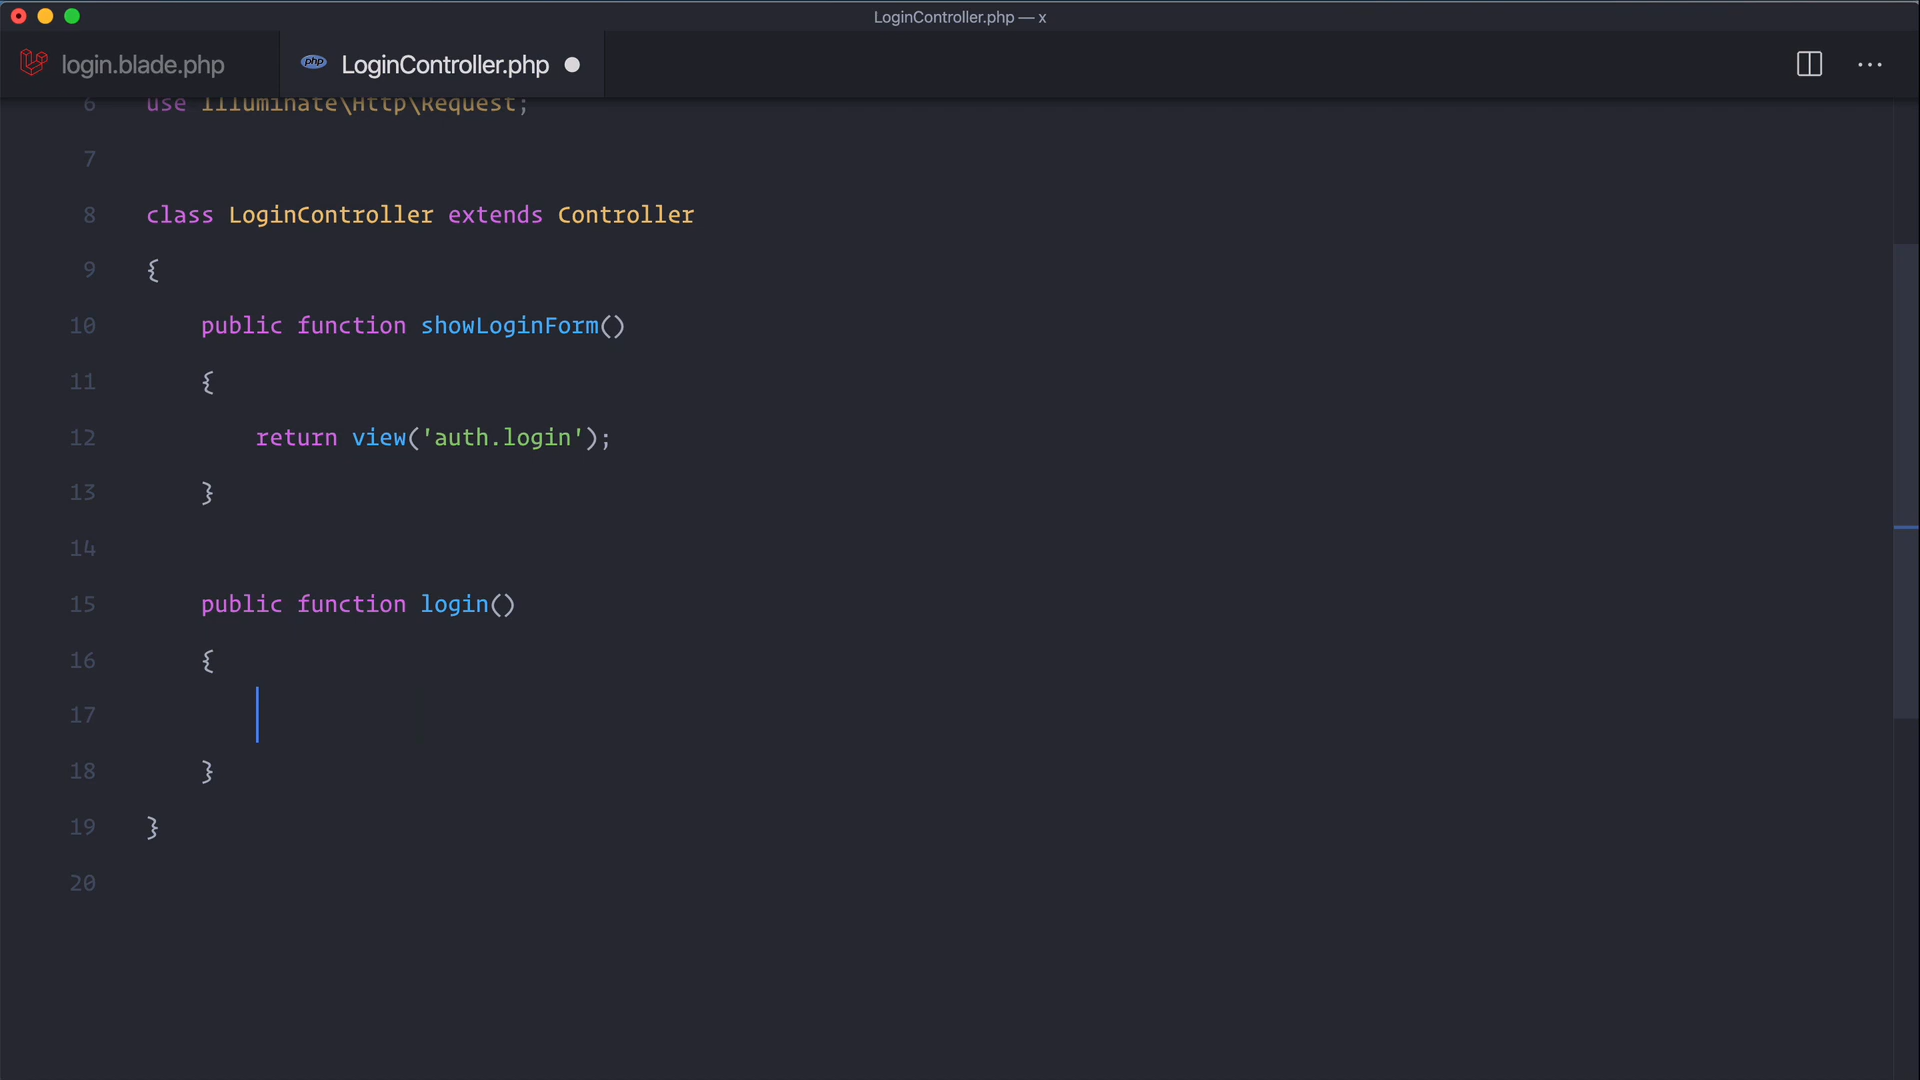 LoginController.php — x
login.blade.php
php LoginController.php
6 use Illuminate\Http\Request;
7
8 class LoginController extends Controller
9 {
10 public function showLoginForm()
11 {
12 return view('auth.login');
13 }
14
15 public function login()
16 {
17
18 }
19 }
20